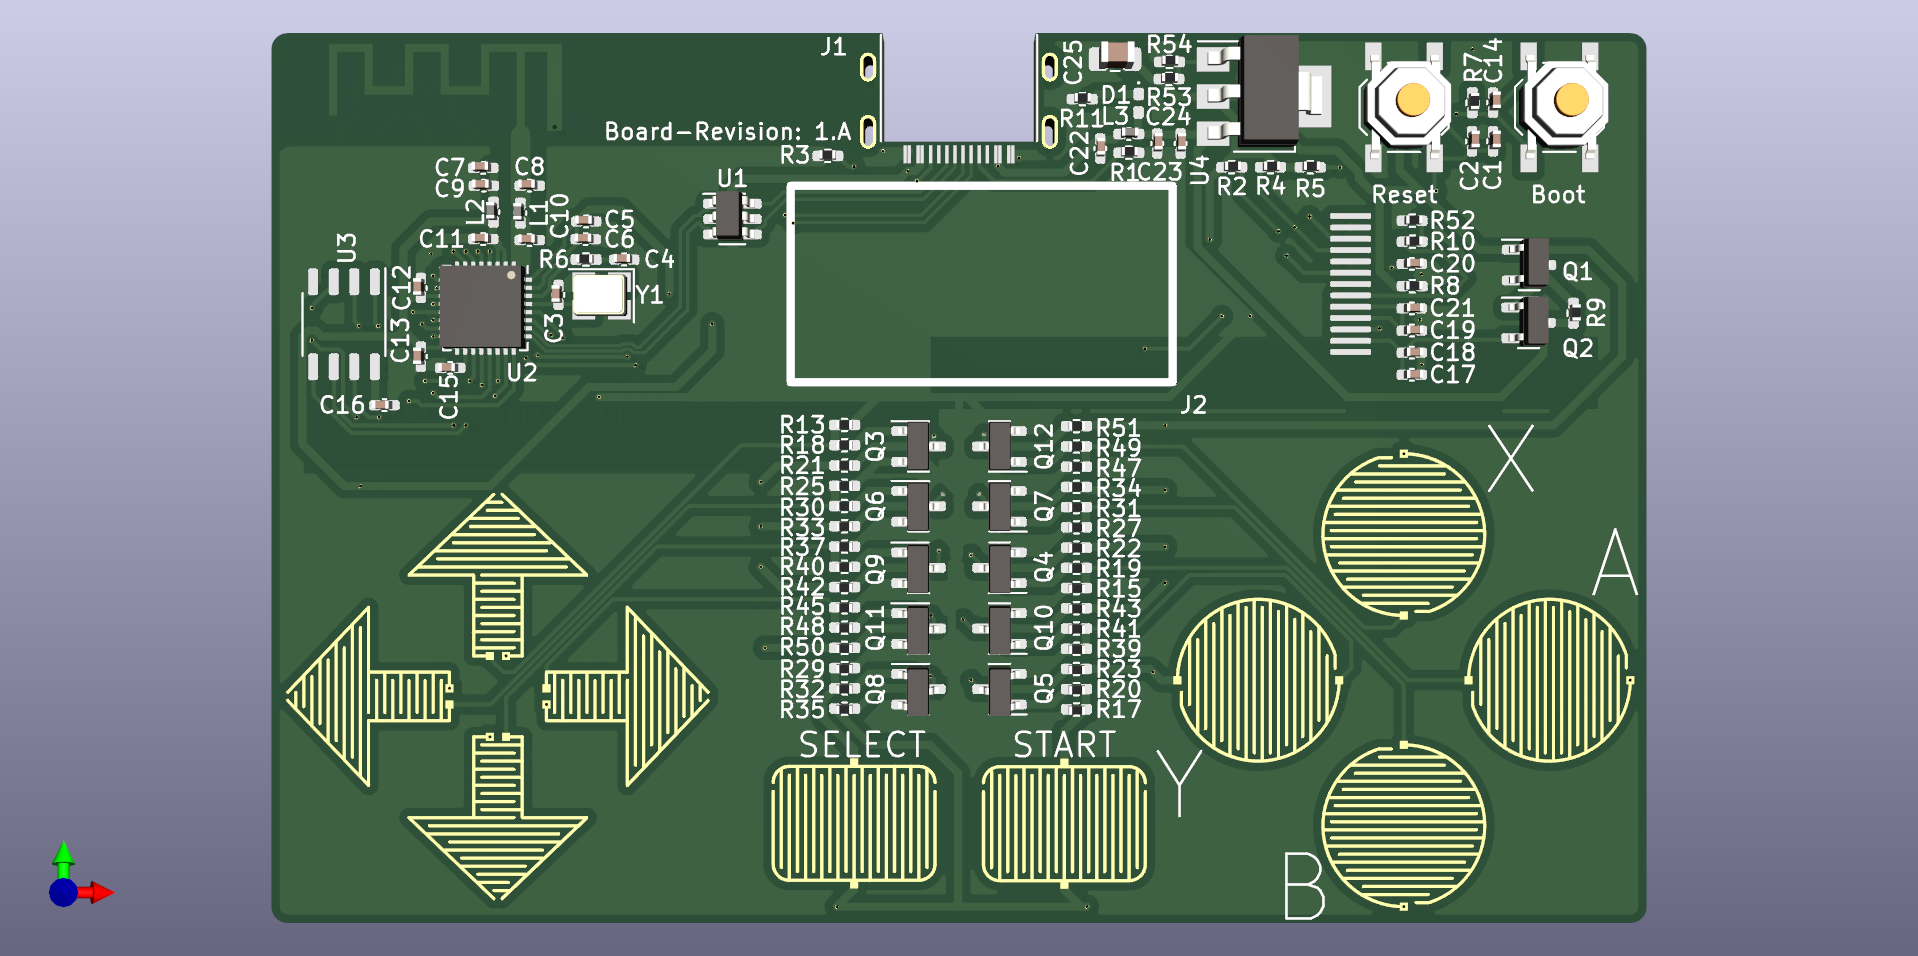 J1
C25
R54
R7
C14
Board-Revision: 1.A
R11
D1
L3
R53
C24
R3
C22
R1
C23
U4
R2
R4
R5
C2
C1
Reset
Boot
C7
C9
C8
U1
L2
L1
C10
C5
C6
C11
R6
C4
U3
C12
Y1
C3
C13
U2
C15
C16
R52
R10
C20
R8
C21
C19
C18
C17
Q1
R9
Q2
J2
R13
R18
R21
R25
R30
R33
R37
R40
R42
R45
R48
R50
R29
R32
R35
Q3
Q6
Q9
Q11
Q8
Q12
Q7
Q4
Q10
Q5
R51
R49
R47
R34
R31
R27
R22
R19
R15
R43
R41
R39
R23
R20
R17
X
A
SELECT
START
Y
B